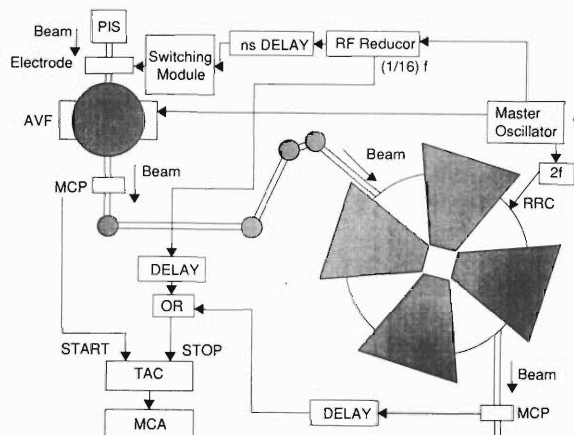 PIS
Beam
Electrode
Switching
Module
ns DELAY
RF Reducor
(1/16) f
AVF
Master
Oscillator
Beam
2f
MCP
Beam
RRC
DELAY
OR
START
STOP
TAC
Beam
DELAY
MCP
MCA